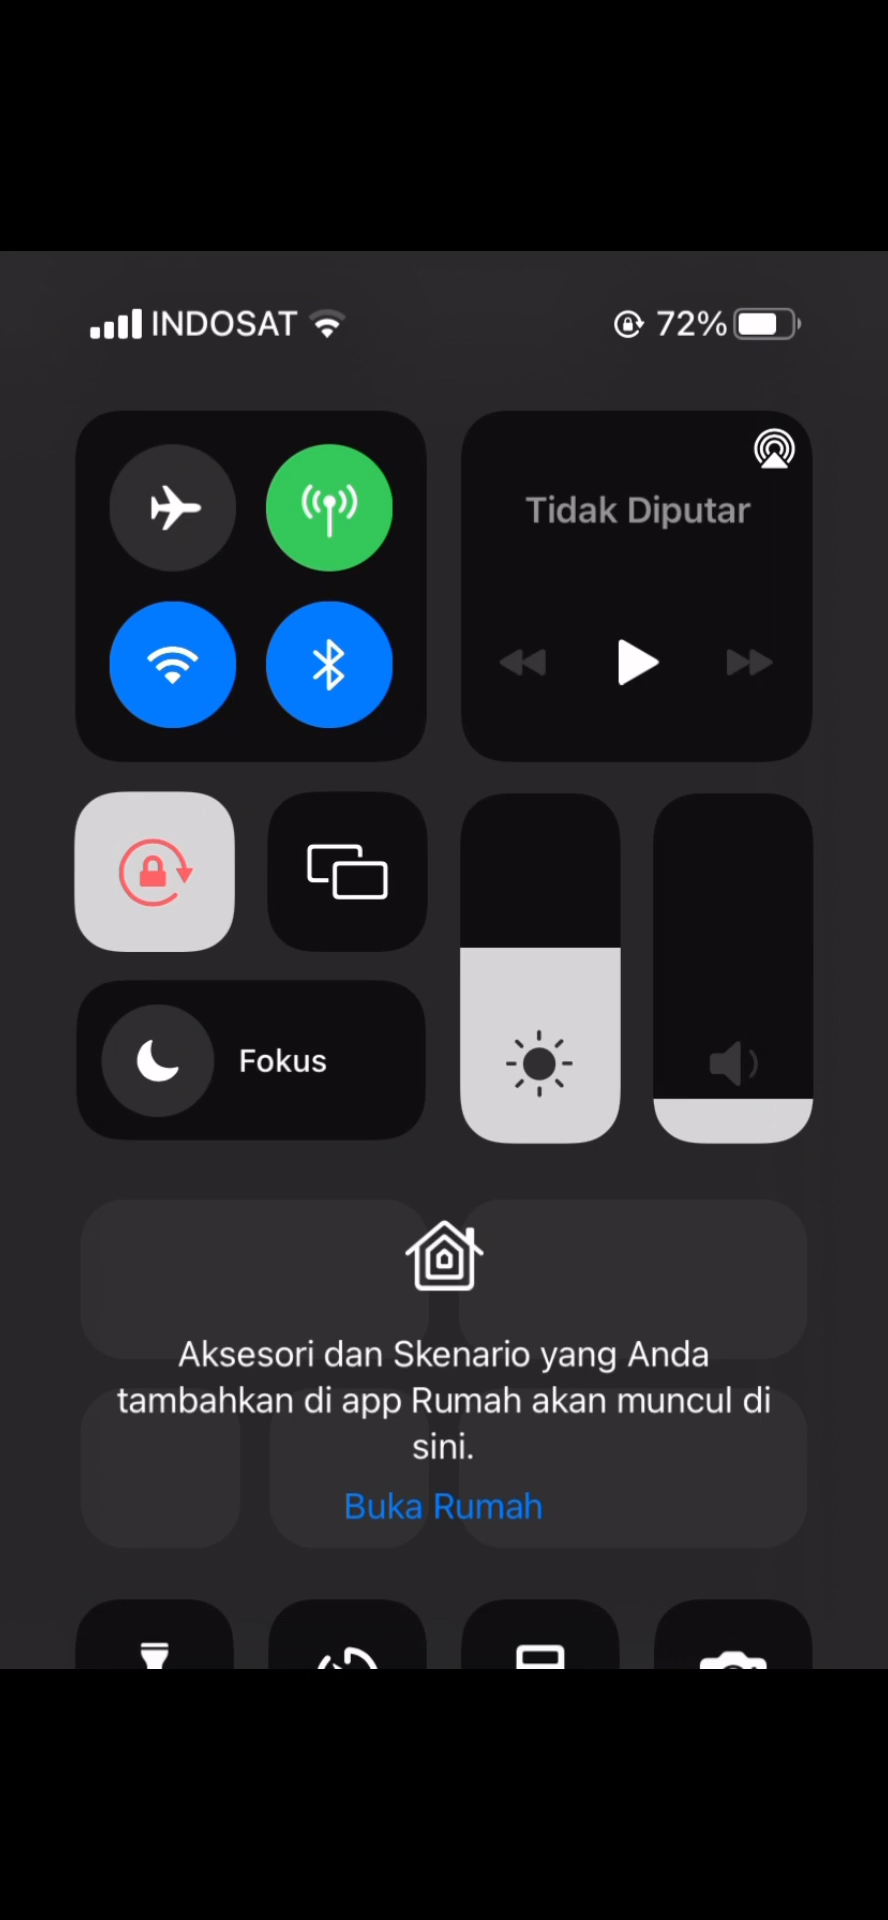 INDOSAT
72%
Tidak Diputar
Fokus
Aksesori dan Skenario yang Anda
tambahkan di app Rumah akan muncul di
sini.
Buka Rumah